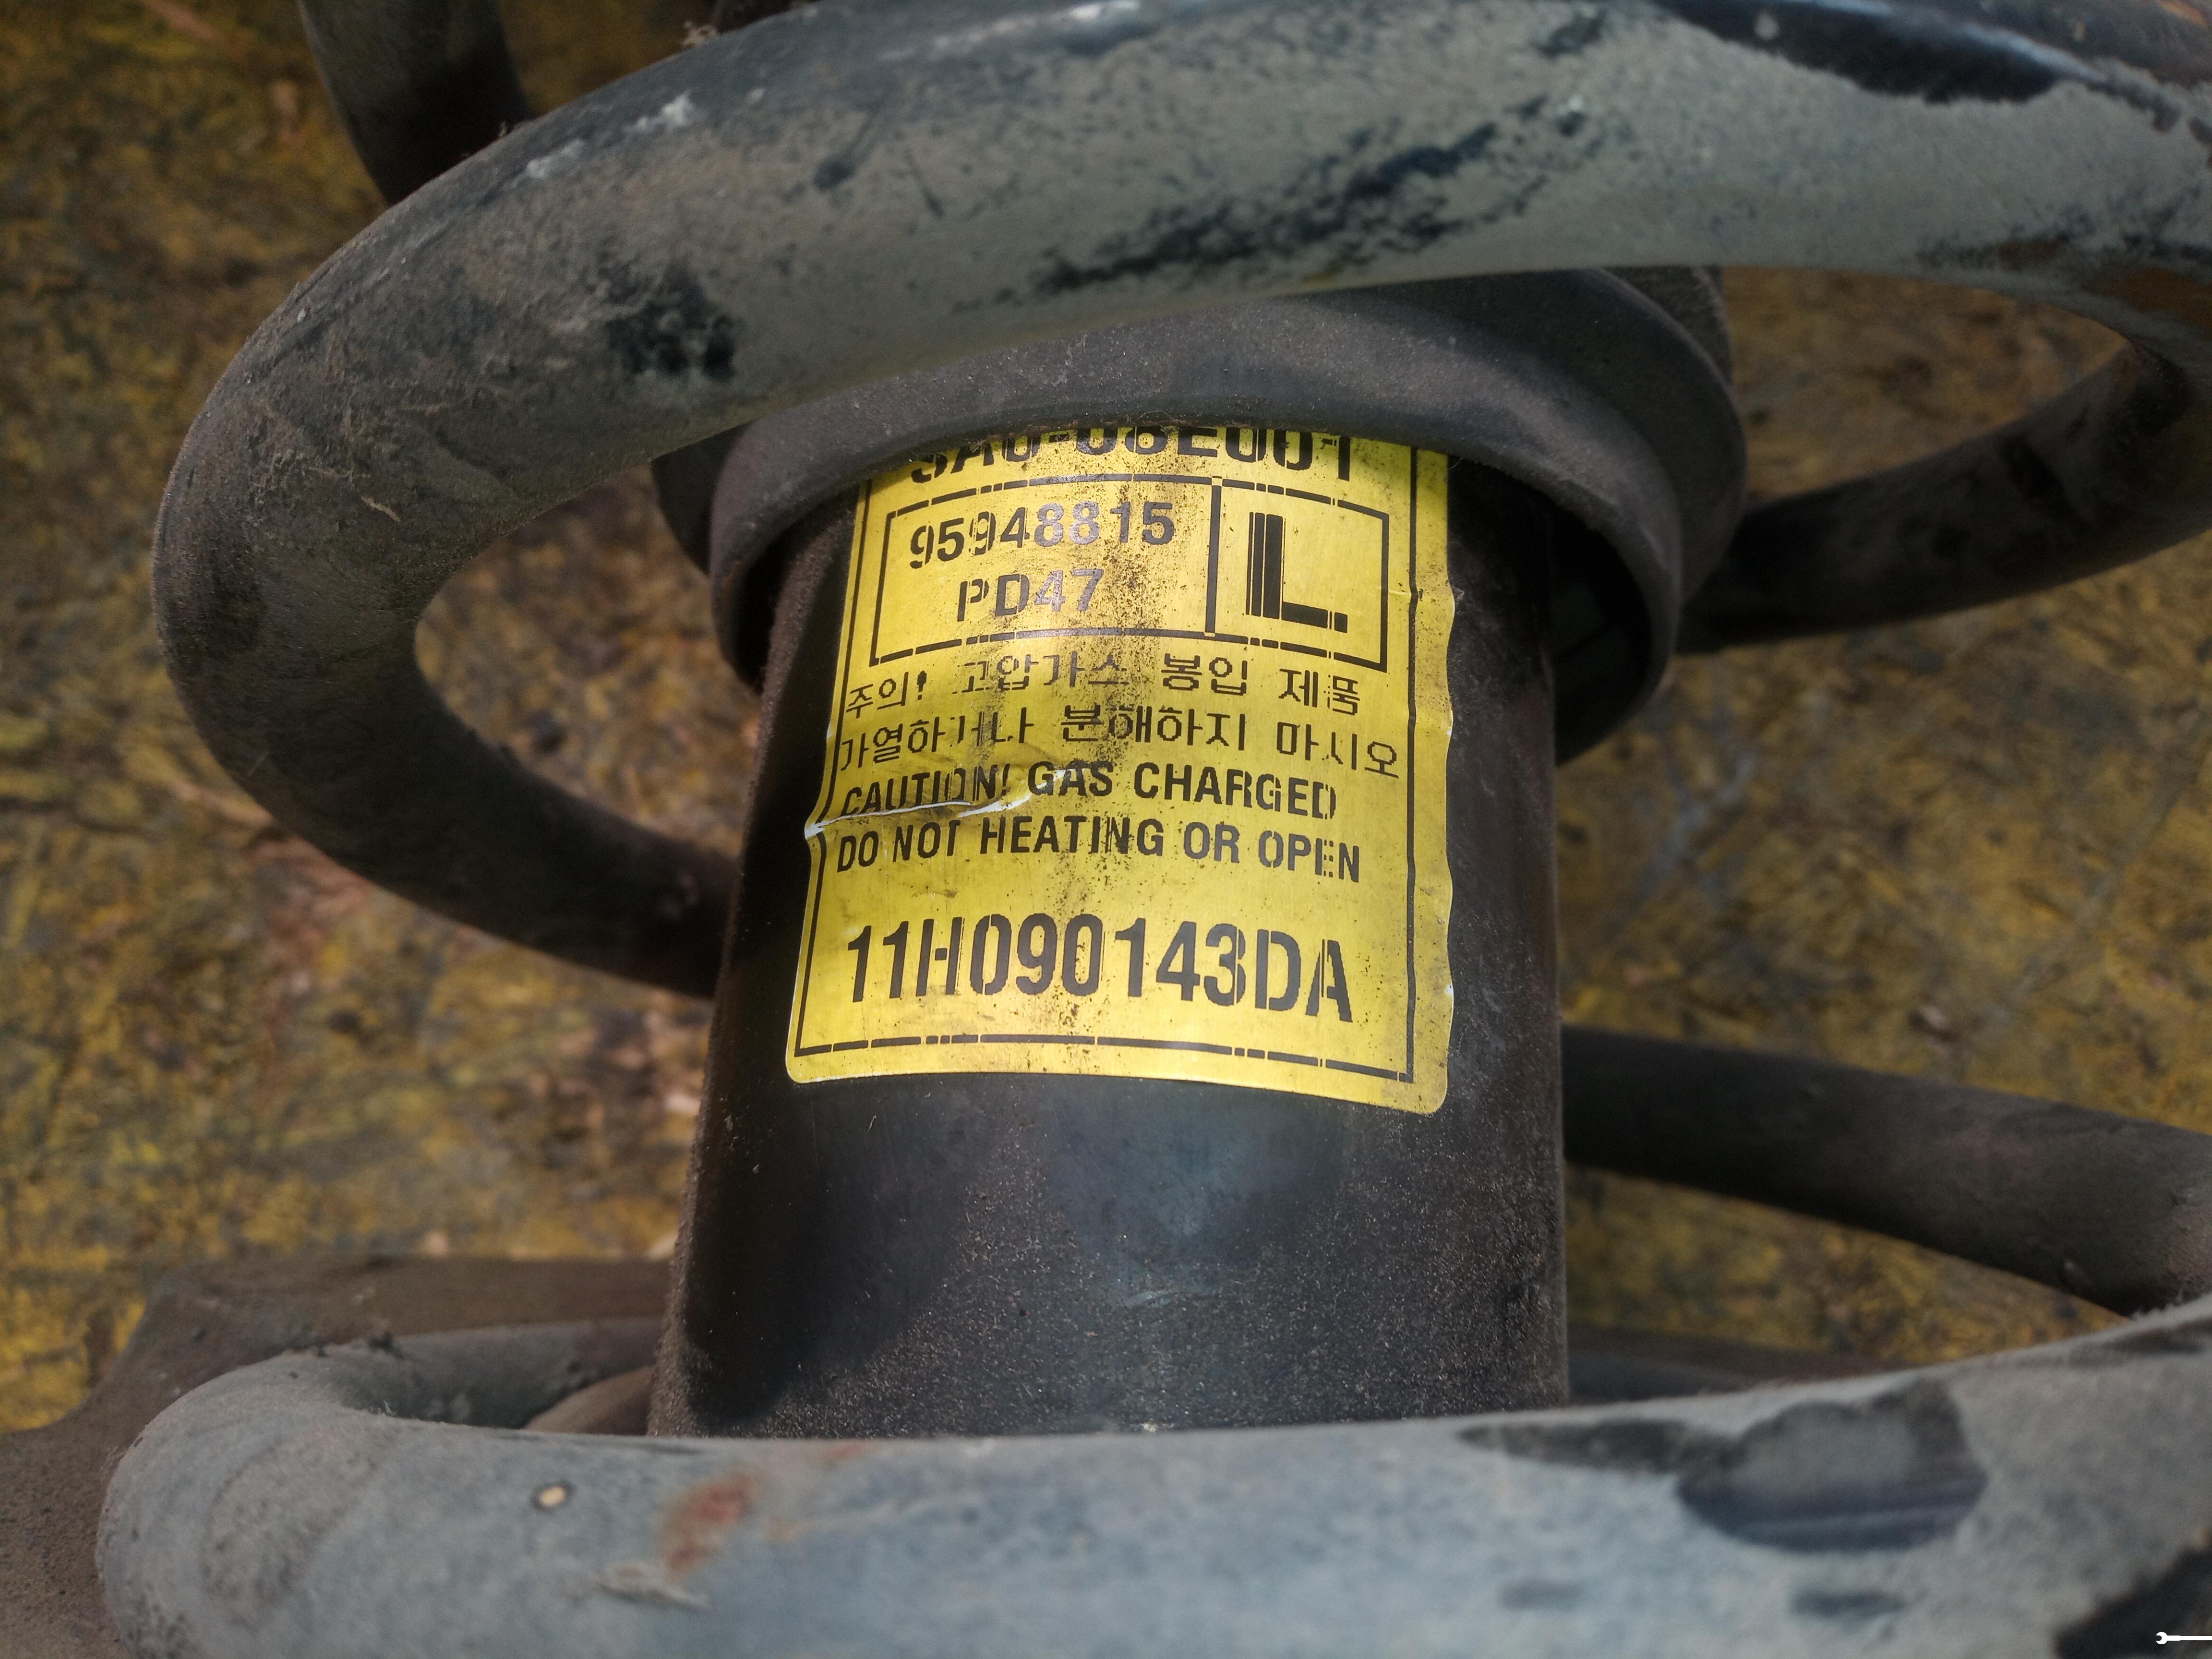 95948815
L
PD47
주의! 고압가스 봉입 제품
가열하거나 분해하지 마시오
CAUTION! GAS CHARGED
DO NOT HEATING OR OPEN
11H090143DA